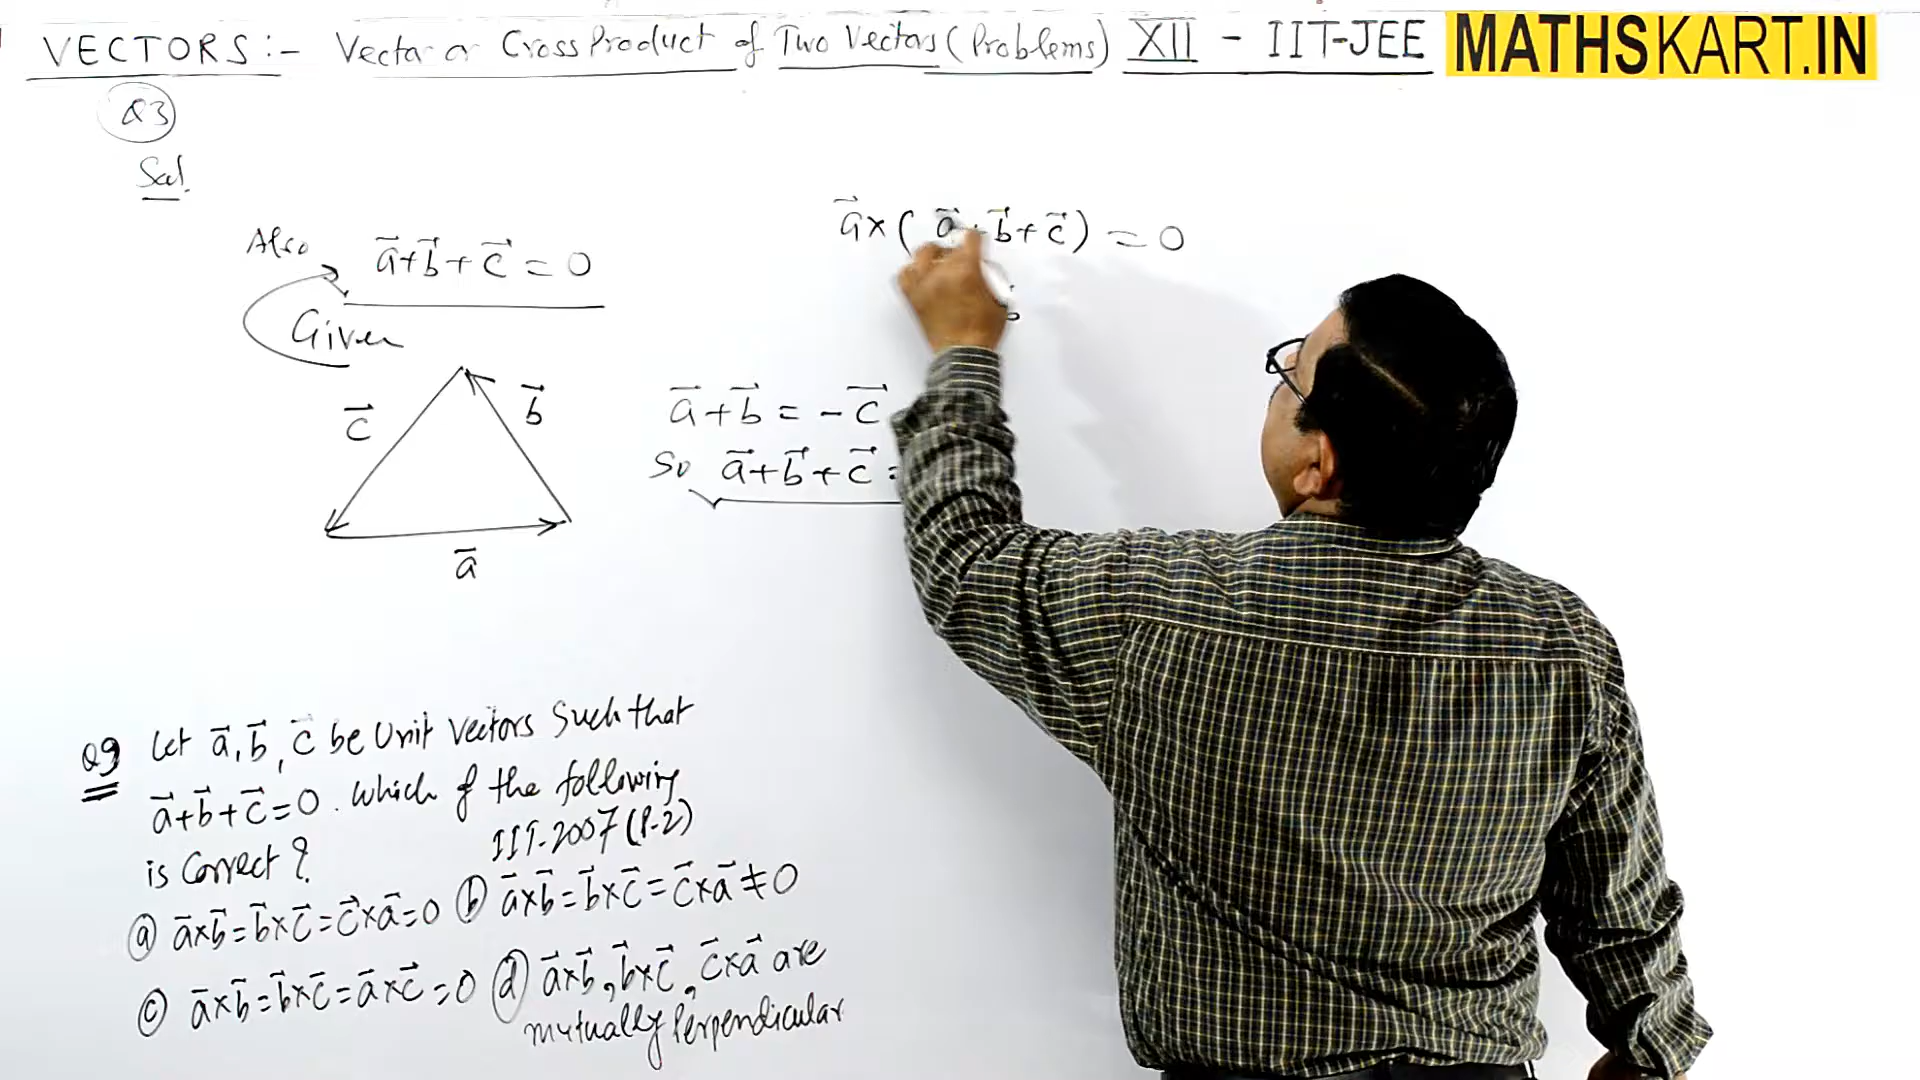 VECTORS:- Vector or Cross Product of Two Vectors (Problems) XII - IIT-JEE MATHSKART.IN
Q3
Sol.
Also a⃗+b⃗+c⃗=0
Given
c⃗
b⃗
a⃗
a⃗×(a⃗+b⃗+c⃗)=0
a⃗+b⃗=-c⃗
So a⃗+b⃗+c⃗=
Q9 Let a⃗,b⃗,c⃗ be Unit Vectors Such that
a⃗+b⃗+c⃗=0. Which of the following
is Correct? IIT-2007(P-2)
(a) a⃗×b⃗=b⃗×c⃗=c⃗×a⃗=0 (b) a⃗×b⃗=b⃗×c⃗=c⃗×a⃗≠0
(c) a⃗×b⃗=b⃗×c⃗=a⃗×c⃗=0 (d) a⃗×b⃗, b⃗×c⃗, c⃗×a⃗ are
mutually Perpendicular